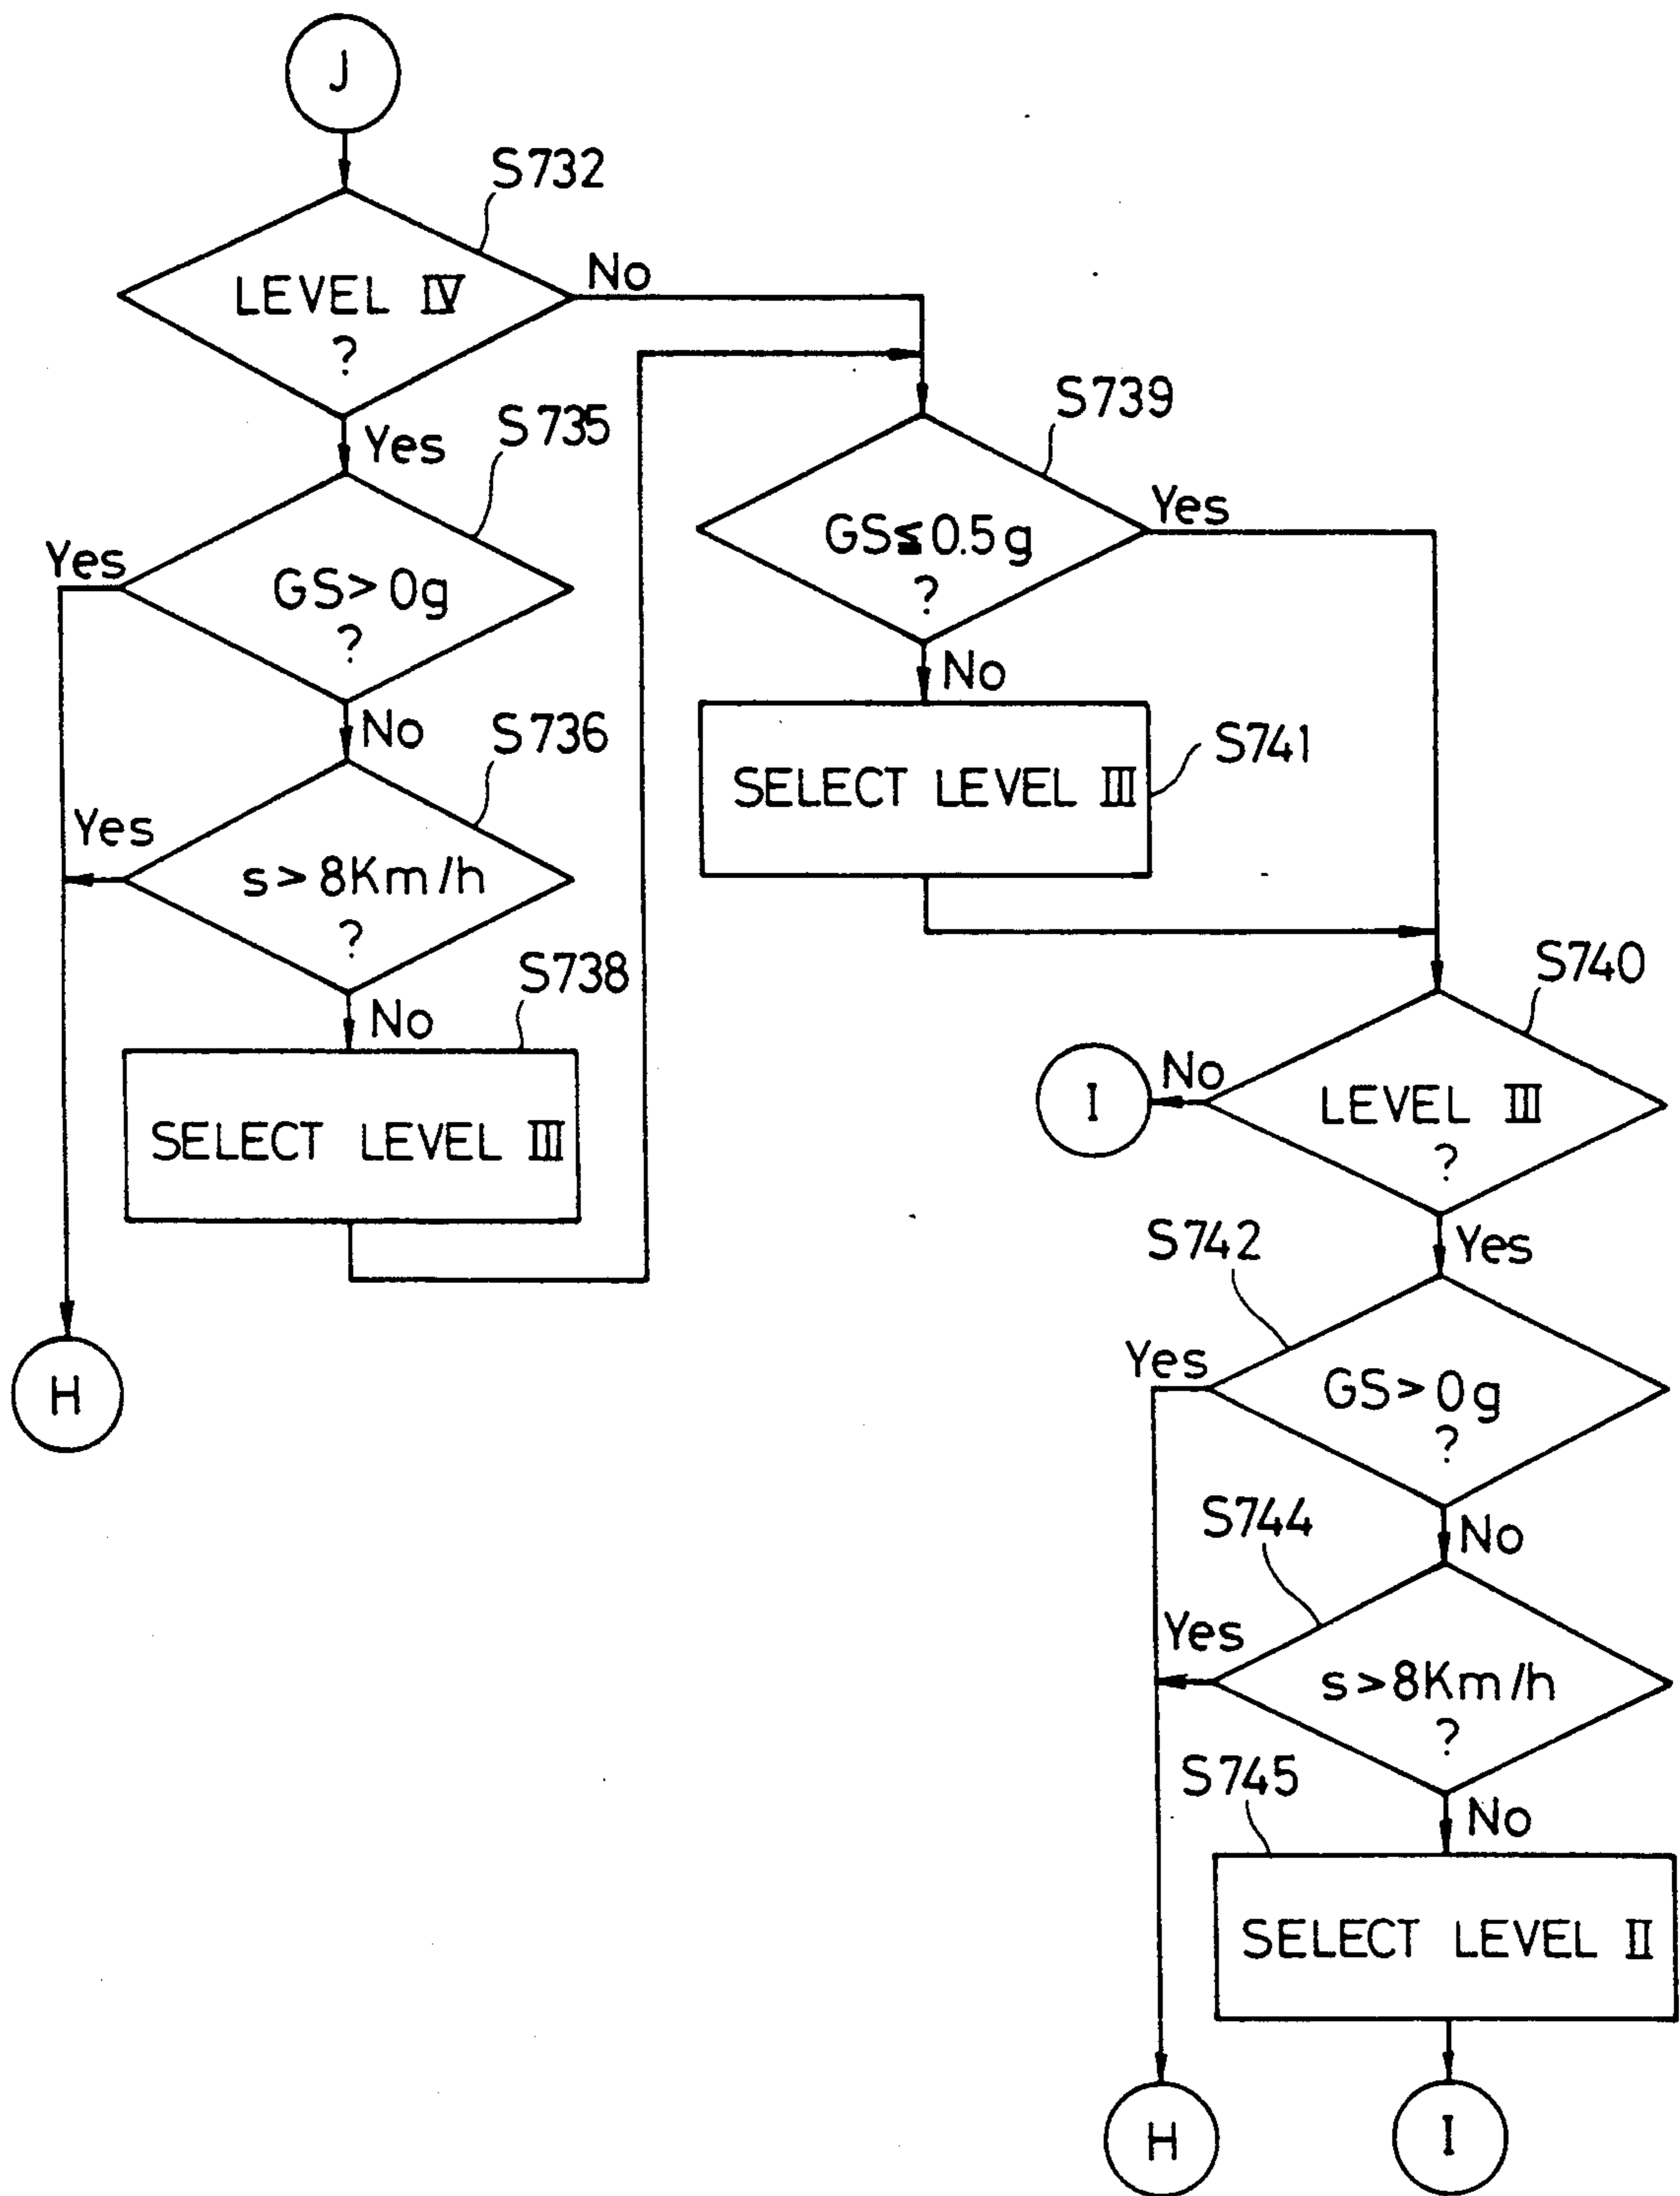 J
S732
LEVEL IV
?
No
Yes
S735
GS>0g
?
Yes
No
S736
s>8Km/h
?
Yes
No
S738
SELECT LEVEL III
H
S739
GS≦0.5g
?
Yes
No
S741
SELECT LEVEL III
S740
LEVEL III
?
No
I
Yes
S742
GS>0g
?
Yes
No
S744
s>8Km/h
?
Yes
No
S745
SELECT LEVEL II
H
I